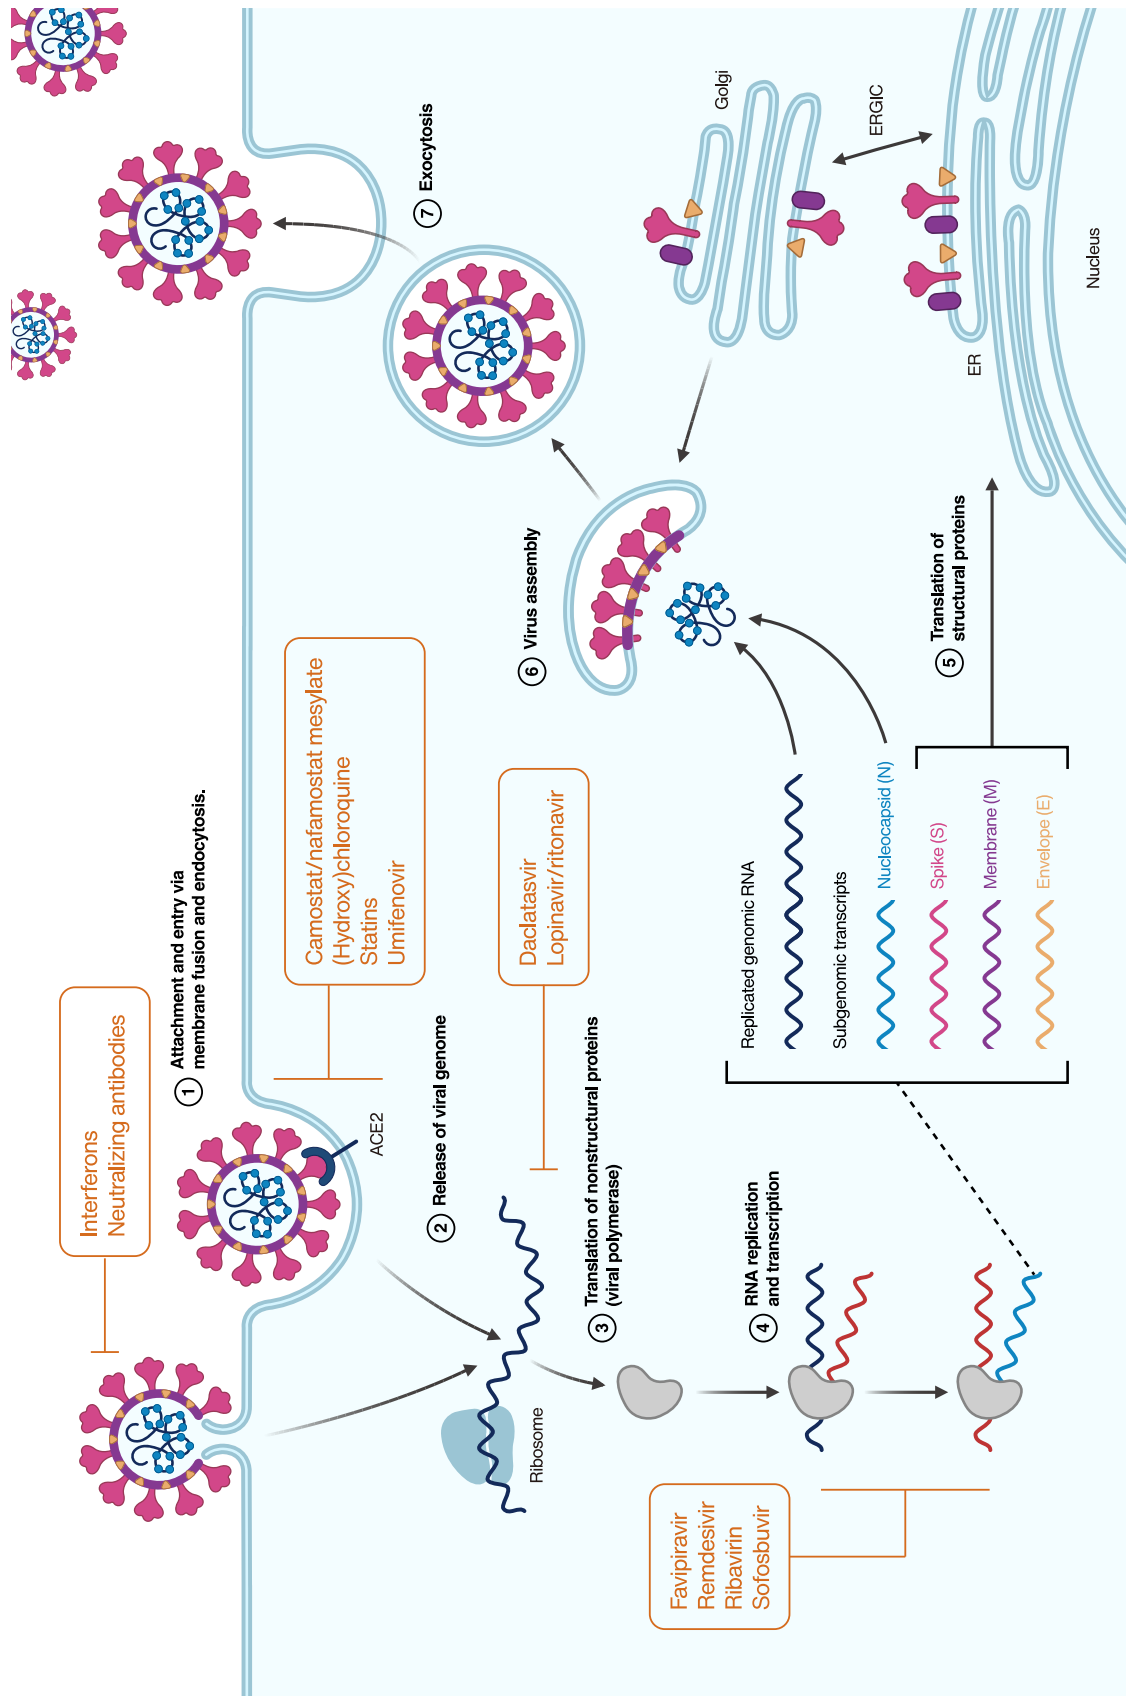 Interferons
Neutralizing antibodies
1 Attachment and entry via
membrane fusion and endocytosis.
Camostat/nafamostat mesylate
(Hydroxy)chloroquine
Statins
Umifenovir
ACE2
2 Release of viral genome
Daclatasvir
Lopinavir/ritonavir
Ribosome
3 Translation of nonstructural proteins
(viral polymerase)
Favipiravir
Remdesivir
Ribavirin
Sofosbuvir
4 RNA replication
and transcription
Replicated genomic RNA
Subgenomic transcripts
Nucleocapsid (N)
Spike (S)
Membrane (M)
Envelope (E)
5 Translation of
structural proteins
6 Virus assembly
7 Exocytosis
Golgi
ERGIC
ER
Nucleus